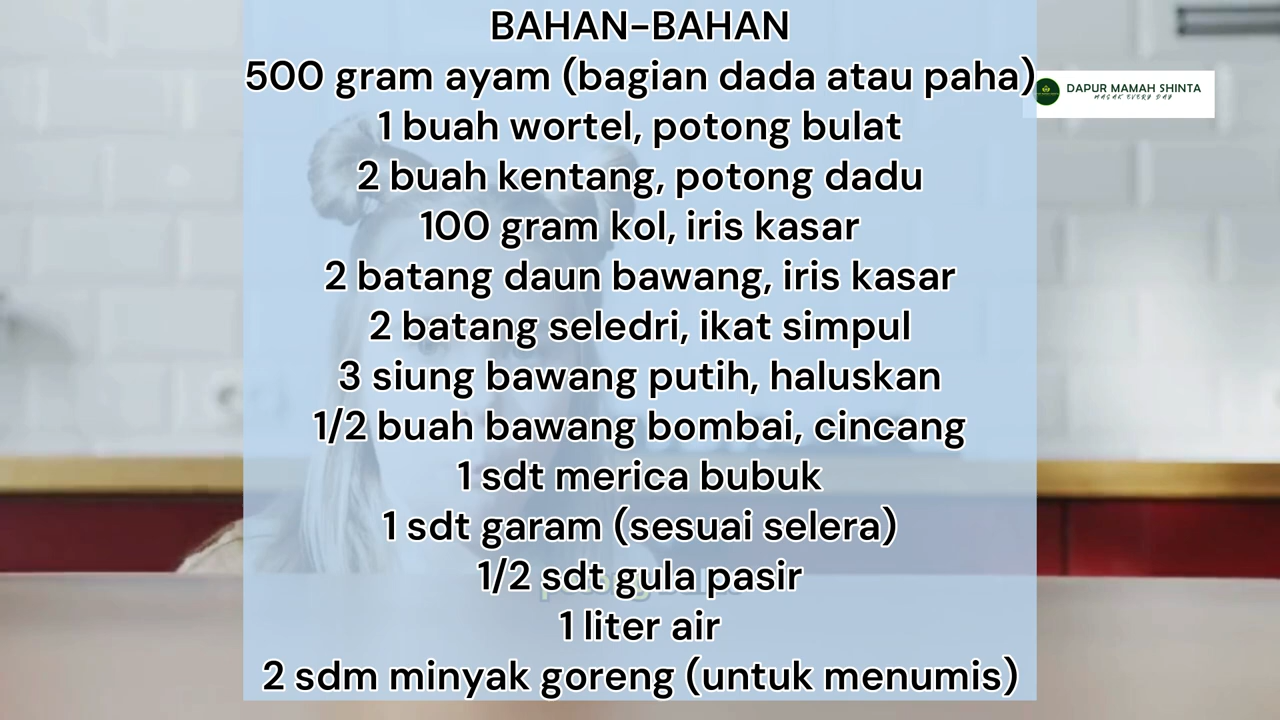 BAHAN-BAHAN
500 gram ayam (bagian dada atau paha)
DAPUR MAMAH SHINTA
MASAK EVERY DAY
1 buah wortel, potong bulat
2 buah kentang, potong dadu
100 gram kol, iris kasar
2 batang daun bawang, iris kasar
2 batang seledri, ikat simpul
3 siung bawang putih, haluskan
1/2 buah bawang bombai, cincang
1 sdt merica bubuk
1 sdt garam (sesuai selera)
1/2 sdt gula pasir
1 liter air
2 sdm minyak goreng (untuk menumis)